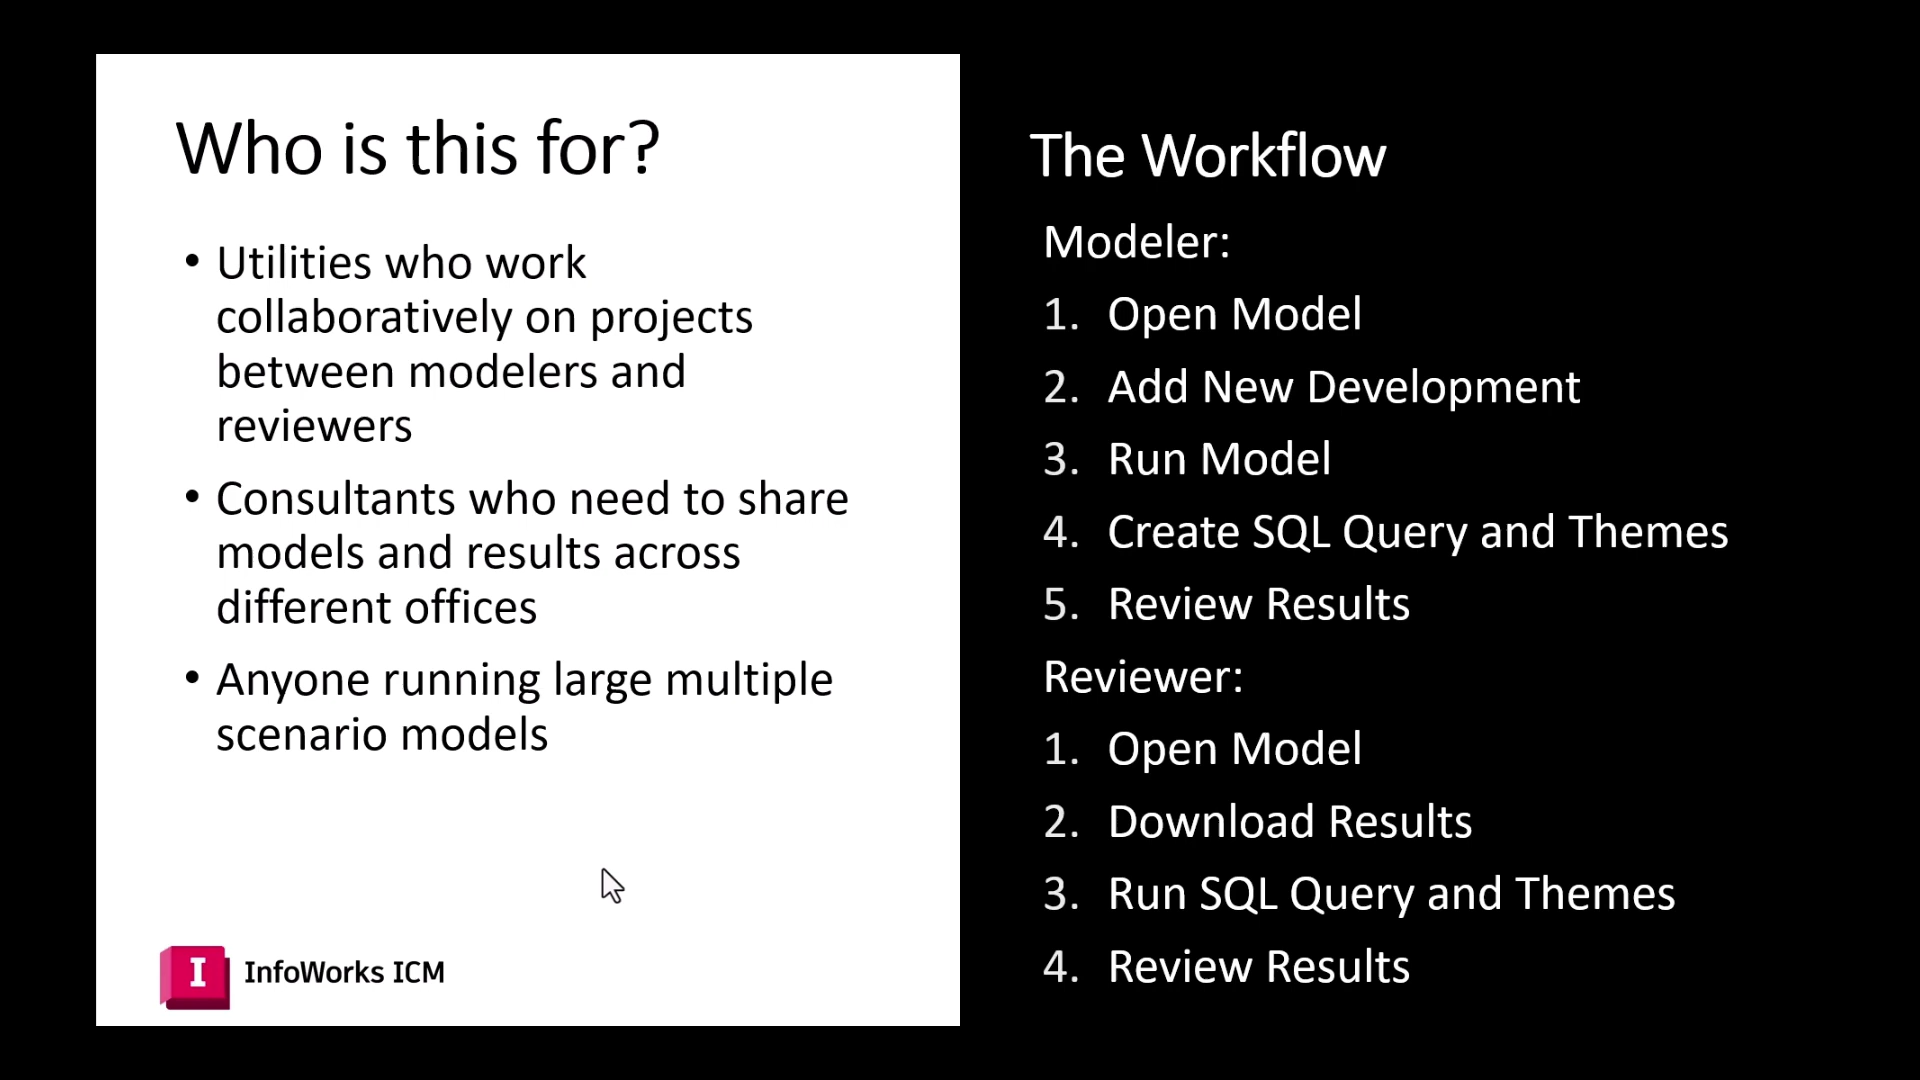 Who is this for?
• Utilities who work
collaboratively on projects
between modelers and
reviewers
• Consultants who need to share
models and results across
different offices
• Anyone running large multiple
scenario models
I InfoWorks ICM
The Workflow
Modeler:
1. Open Model
2. Add New Development
3. Run Model
4. Create SQL Query and Themes
5. Review Results
Reviewer:
1. Open Model
2. Download Results
3. Run SQL Query and Themes
4. Review Results